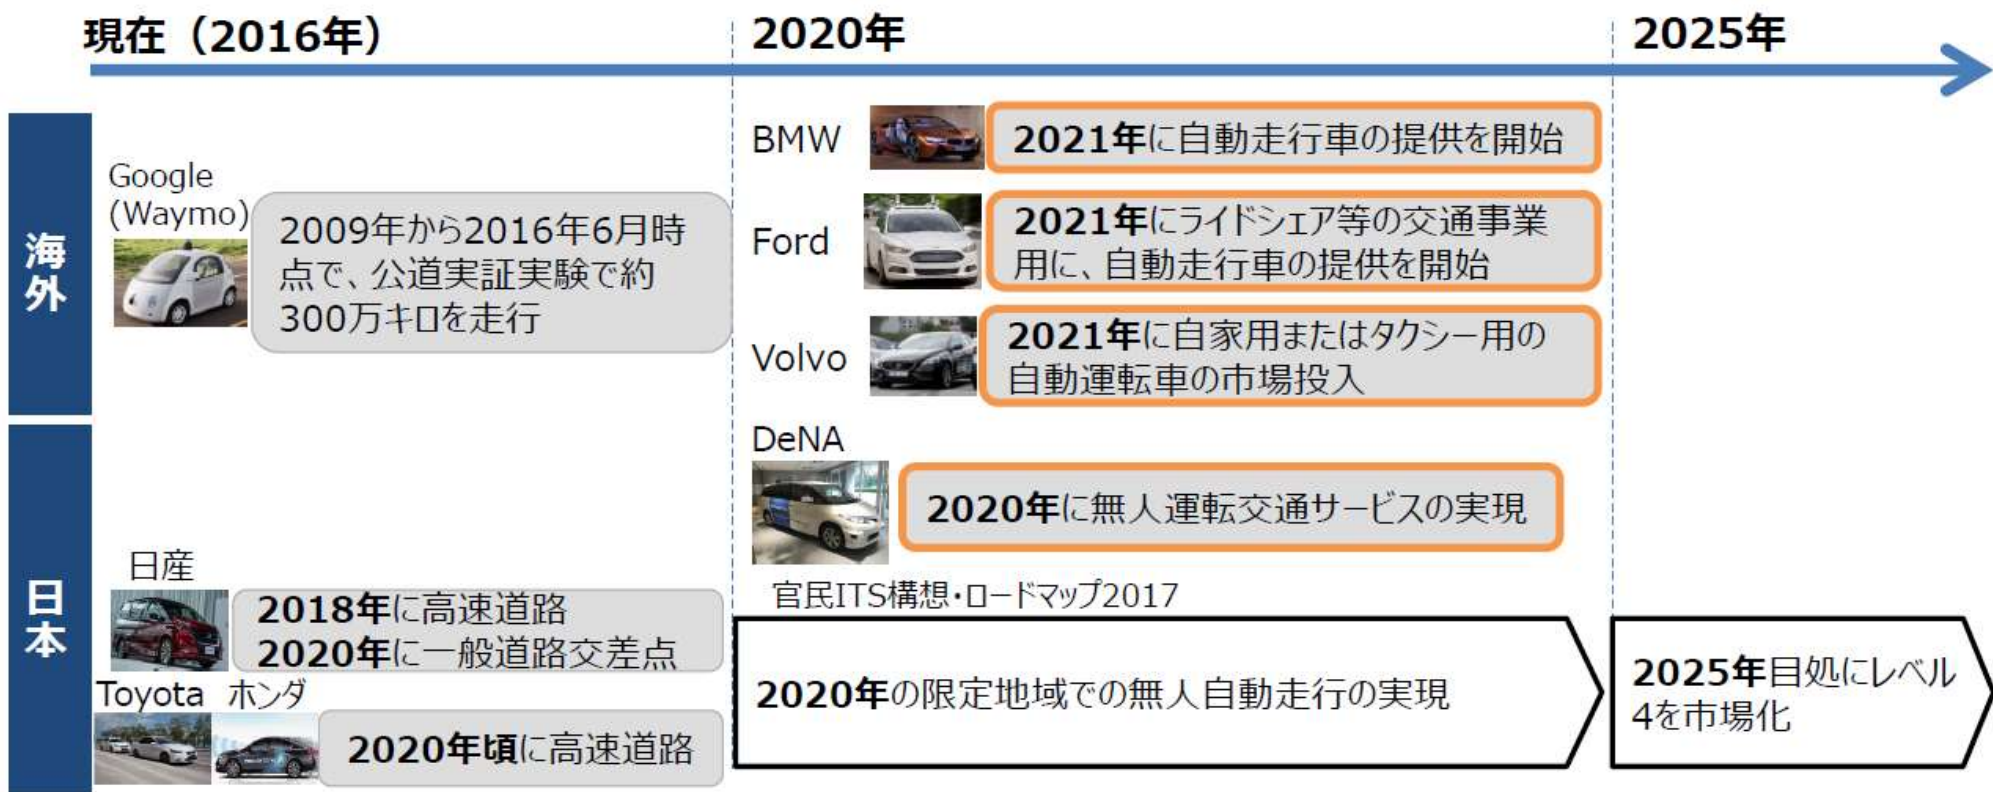 現在（2016年）
2020年
2025年
海外
Google
(Waymo)
2009年から2016年6月時
点で、公道実証実験で約
300万キロを走行
BMW
2021年に自動走行車の提供を開始
Ford
2021年にライドシェア等の交通事業
用に、自動走行車の提供を開始
Volvo
2021年に自家用またはタクシー用の
自動運転車の市場投入
日本
DeNA
2020年に無人運転交通サービスの実現
日産
2018年に高速道路
2020年に一般道路交差点
Toyota ホンダ
2020年頃に高速道路
官民ITS構想・ロードマップ2017
2020年の限定地域での無人自動走行の実現
2025年目処にレベル
4を市場化